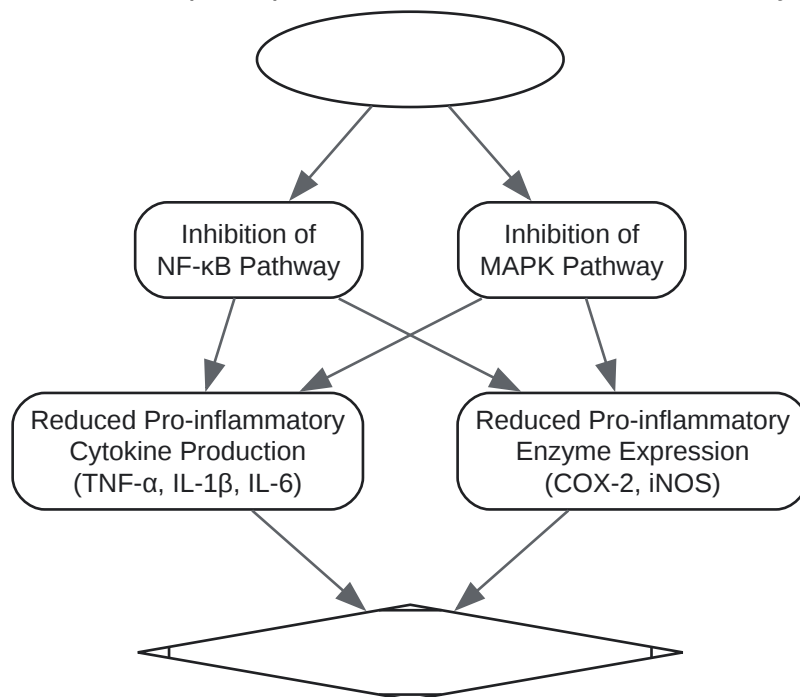 Inhibition of
NF-κB Pathway
Inhibition of
MAPK Pathway
Reduced Pro-inflammatory
Cytokine Production
(TNF-α, IL-1β, IL-6)
Reduced Pro-inflammatory
Enzyme Expression
(COX-2, iNOS)